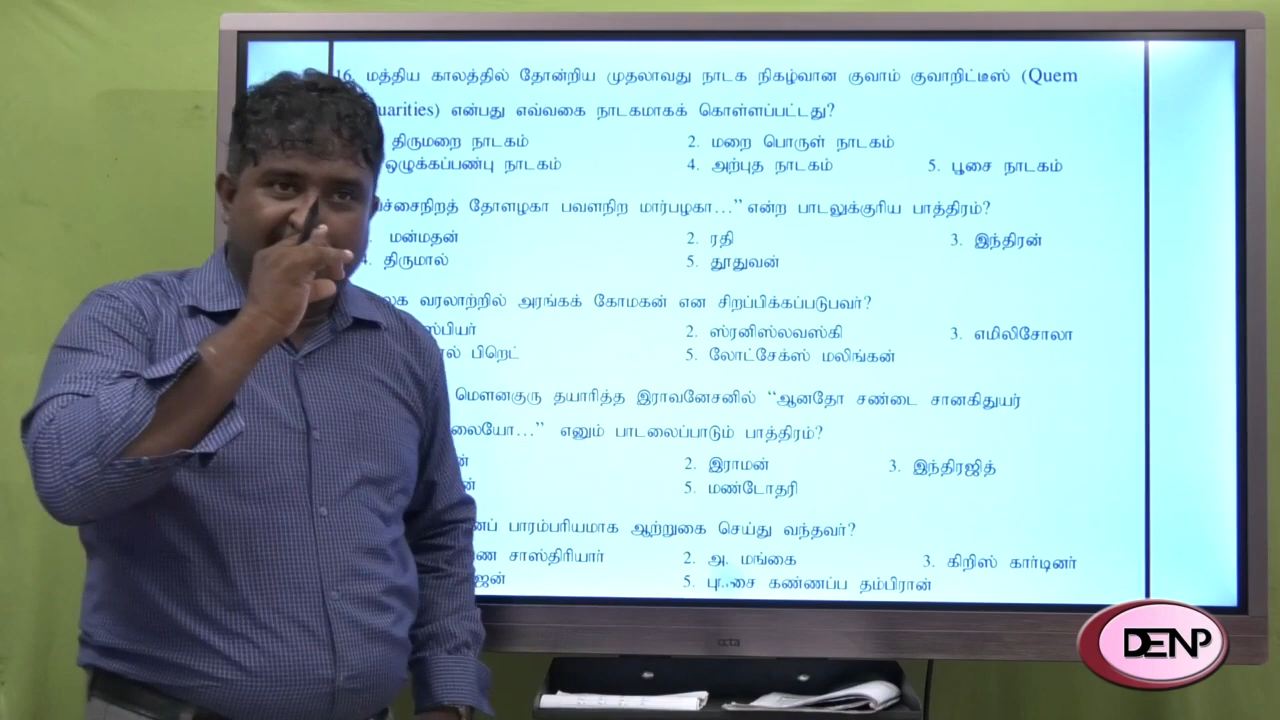 16. மத்திய காலத்தில் தோன்றிய முதலாவது நாடக நிகழ்வான குவாம் குவாறிட்டீஸ் (Quem
uarities) என்பது எவ்வகை நாடகமாகக் கொள்ளப்பட்டது?
திருமறை நாடகம் 2. மறை பொருள் நாடகம்
ஒழுக்கப்பண்பு நாடகம் 4. அற்புத நாடகம் 5. பூசை நாடகம்
பச்சைநிறத் தோளழகா பவளநிற மார்பழகா...” என்ற பாடலுக்குரிய பாத்திரம்?
மன்மதன் 2. ரதி 3. இந்திரன்
4. திருமால் 5. தூதுவன்
லக வரலாற்றில் அரங்கக் கோமகன் என சிறப்பிக்கப்படுபவர்?
ஸ்பியர் 2. ஸ்ரனிஸ்லவஸ்கி 3. எமிலிசோலா
ரல் பிறெட் 5. லோட்சேக்ஸ் மலிங்கன்
மௌனகுரு தயாரித்த இராவனேசனில் “ஆனதோ சண்டை சானகிதுயர்
லையோ...” எனும் பாடலைப்பாடும் பாத்திரம்?
ன் 2. இராமன் 3. இந்திரஜித்
ன் 5. மண்டோதரி
னப் பாரம்பரியமாக ஆற்றுகை செய்து வந்தவர்?
ண சாஸ்திரியார் 2. அ. மங்கை 3. கிறிஸ் கார்டினர்
ஜன் 5. பூசை கண்ணப்ப தம்பிரான்
DENP